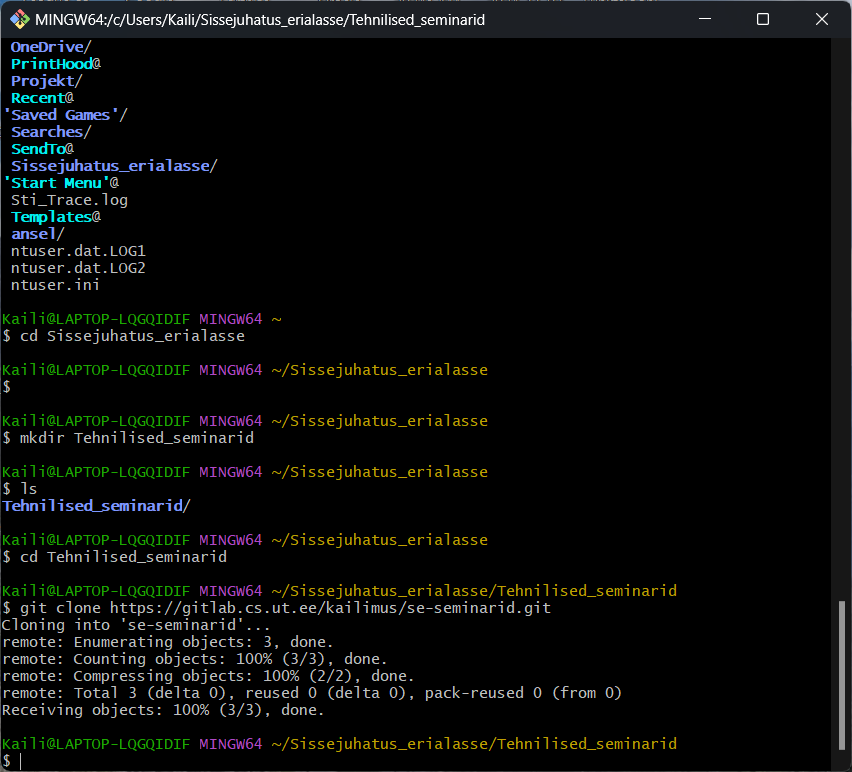 MINGW64:/c/Users/Kaili/Sissejuhatus_erialasse/Tehnilised_seminarid
OneDrive/
PrintHood@
Projekt/
Recent@
'Saved Games'/
Searches/
SendTo@
Sissejuhatus_erialasse/
'Start Menu'@
Sti_Trace.log
Templates@
ansel/
ntuser.dat.LOG1
ntuser.dat.LOG2
ntuser.ini
Kaili@LAPTOP-LQGQIDIF MINGW64 ~
$ cd Sissejuhatus_erialasse
Kaili@LAPTOP-LQGQIDIF MINGW64 ~/Sissejuhatus_erialasse
$
Kaili@LAPTOP-LQGQIDIF MINGW64 ~/Sissejuhatus_erialasse
$ mkdir Tehnilised_seminarid
Kaili@LAPTOP-LQGQIDIF MINGW64 ~/Sissejuhatus_erialasse
$ ls
Tehnilised_seminarid/
Kaili@LAPTOP-LQGQIDIF MINGW64 ~/Sissejuhatus_erialasse
$ cd Tehnilised_seminarid
Kaili@LAPTOP-LQGQIDIF MINGW64 ~/Sissejuhatus_erialasse/Tehnilised_seminarid
$ git clone https://gitlab.cs.ut.ee/kailimus/se-seminarid.git
Cloning into 'se-seminarid'...
remote: Enumerating objects: 3, done.
remote: Counting objects: 100% (3/3), done.
remote: Compressing objects: 100% (2/2), done.
remote: Total 3 (delta 0), reused 0 (delta 0), pack-reused 0 (from 0)
Receiving objects: 100% (3/3), done.
Kaili@LAPTOP-LQGQIDIF MINGW64 ~/Sissejuhatus_erialasse/Tehnilised_seminarid
$